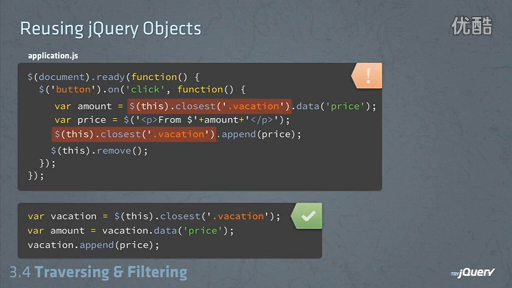 Reusing jQuery Objects
优酷
application.js
$(document).ready(function() {
$('button').on('click', function() {
var amount = $(this).closest('.vacation').data('price');
var price = $('<p>From $'+amount+'</p>');
$(this).closest('.vacation').append(price);
$(this).remove();
});
});
!
var vacation = $(this).closest('.vacation');
var amount = vacation.data('price');
vacation.append(price);
3.4 Traversing & Filtering
TRY jQuery